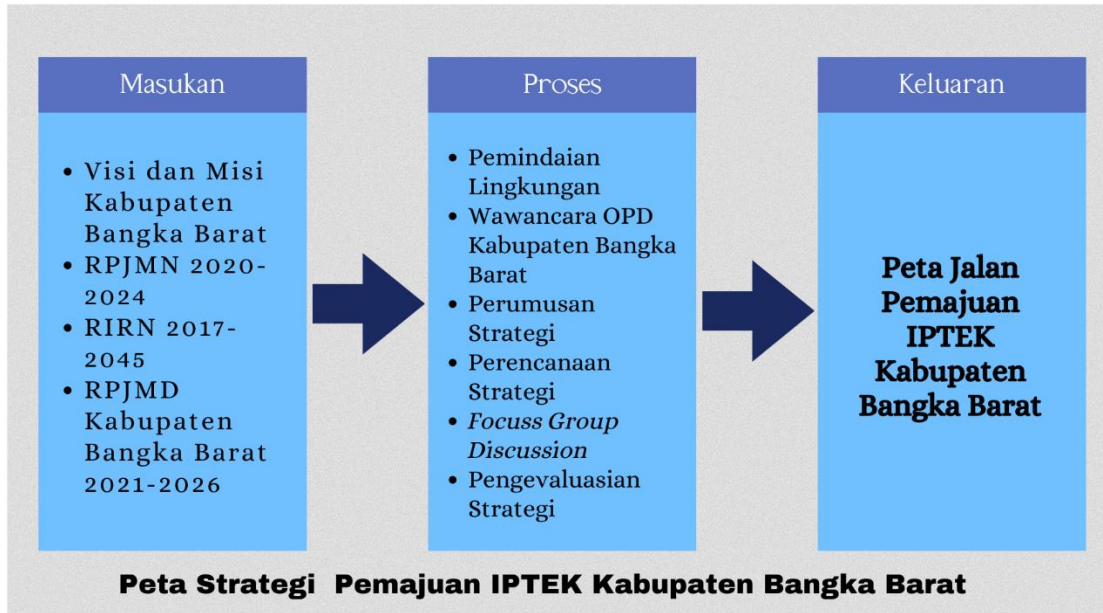 Masukan
• Visi dan Misi
Kabupaten
Bangka Barat
• RPJMN 2020-
2024
• RIRN 2017-
2045
• RPJMD
Kabupaten
Bangka Barat
2021-2026
Proses
• Pemindaian
Lingkungan
• Wawancara OPD
Kabupaten Bangka
Barat
• Perumusan
Strategi
• Perencanaan
Strategi
• Focuss Group
Discussion
• Pengevaluasian
Strategi
Keluaran
Peta Jalan
Pemajuan
IPTEK
Kabupaten
Bangka Barat
Peta Strategi Pemajuan IPTEK Kabupaten Bangka Barat